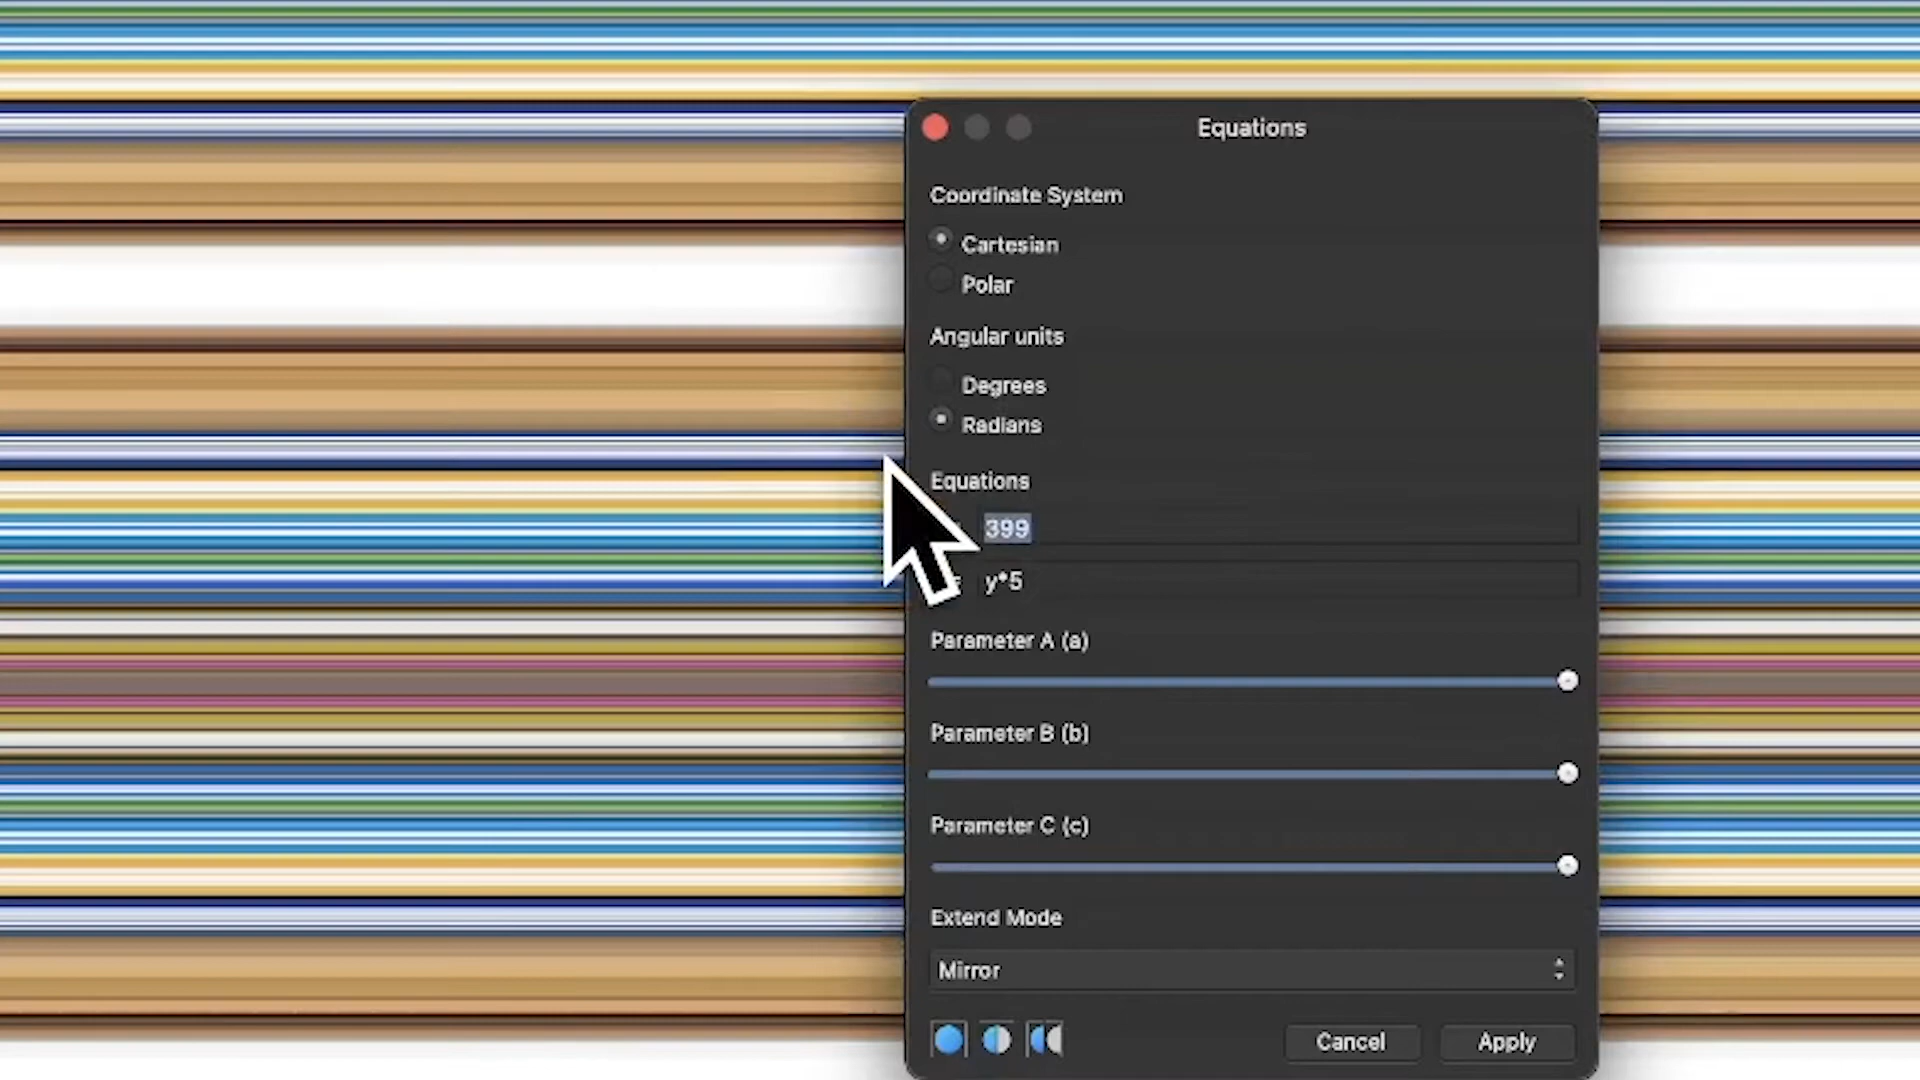 Equations
Coordinate System
Cartesian
Polar
Angular units
Degrees
Radians
Equations
399
y*5
Parameter A (a)
Parameter B (b)
Parameter C (c)
Extend Mode
Mirror
Cancel
Apply